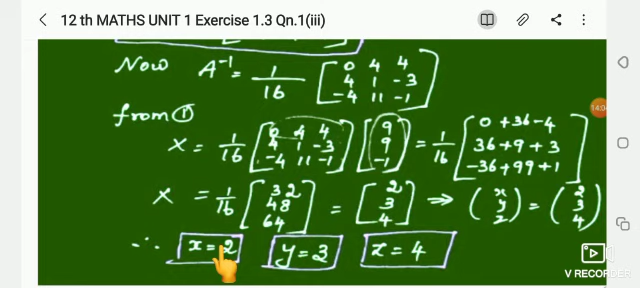 12 th MATHS UNIT 1 Exercise 1.3 Qn.1(iii)
Now A⁻¹ = 1/16 [0 4 4; 4 1 -3; -4 11 -1]
14:04
from ① X = 1/16 [0 4 4; 4 1 -3; -4 11 -1] [9; 9; -1] = 1/16 [0 +36-4; 36+9+3; -36+99+1]
X = 1/16 [32; 48; 64] = [2; 3; 4] ⇒ (x; y; z) = (2; 3; 4)
∴ x=2 y=3 z=4
V RECORDER